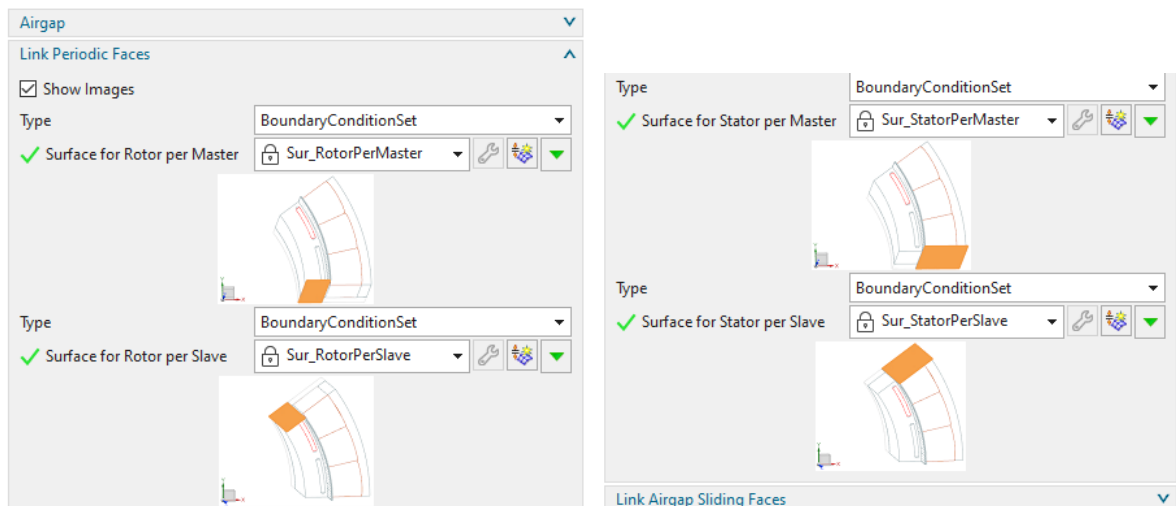 Airgap
Link Periodic Faces
Show Images
Type BoundaryConditionSet
Surface for Rotor per Master Sur_RotorPerMaster
Type BoundaryConditionSet
Surface for Rotor per Slave Sur_RotorPerSlave
Type BoundaryConditionSet
Surface for Stator per Master Sur_StatorPerMaster
Type BoundaryConditionSet
Surface for Stator per Slave Sur_StatorPerSlave
Link Airgap Sliding Faces